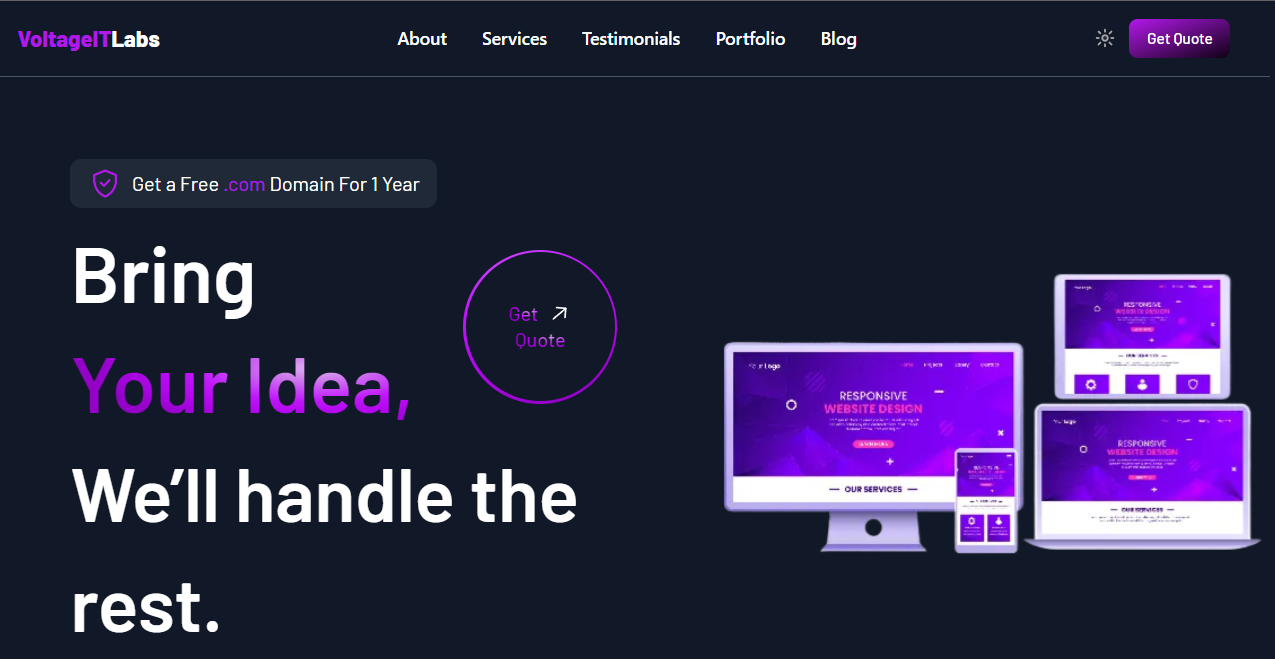 VoltageITLabs
About
Services
Testimonials
Portfolio
Blog
Get Quote
Get a Free .com Domain For 1 Year
Bring
Your Idea,
We’ll handle the
rest.
Get
Quote
RESPONSIVE
WEBSITE DESIGN
OUR SERVICES
RESPONSIVE
WEBSITE DESIGN
OUR SERVICES
RESPONSIVE
WEBSITE DESIGN
OUR SERVICES